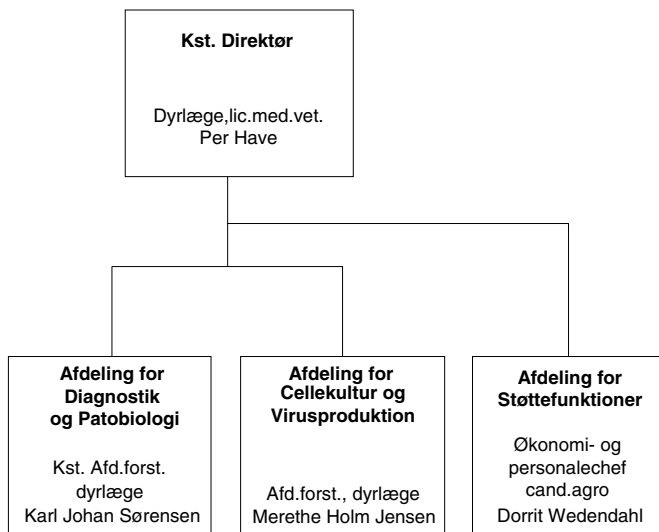 Kst. Direktør
Dyrlæge,lic.med.vet.
Per Have
Afdeling for
Diagnostik
og Patobiologi
Kst. Afd.forst.
dyrlæge
Karl Johan Sørensen
Afdeling for
Cellekultur og
Virusproduktion
Afd.forst., dyrlæge
Merethe Holm Jensen
Afdeling for
Støttefunktioner
Økonomi- og
personalechef
cand.agro
Dorrit Wedendahl